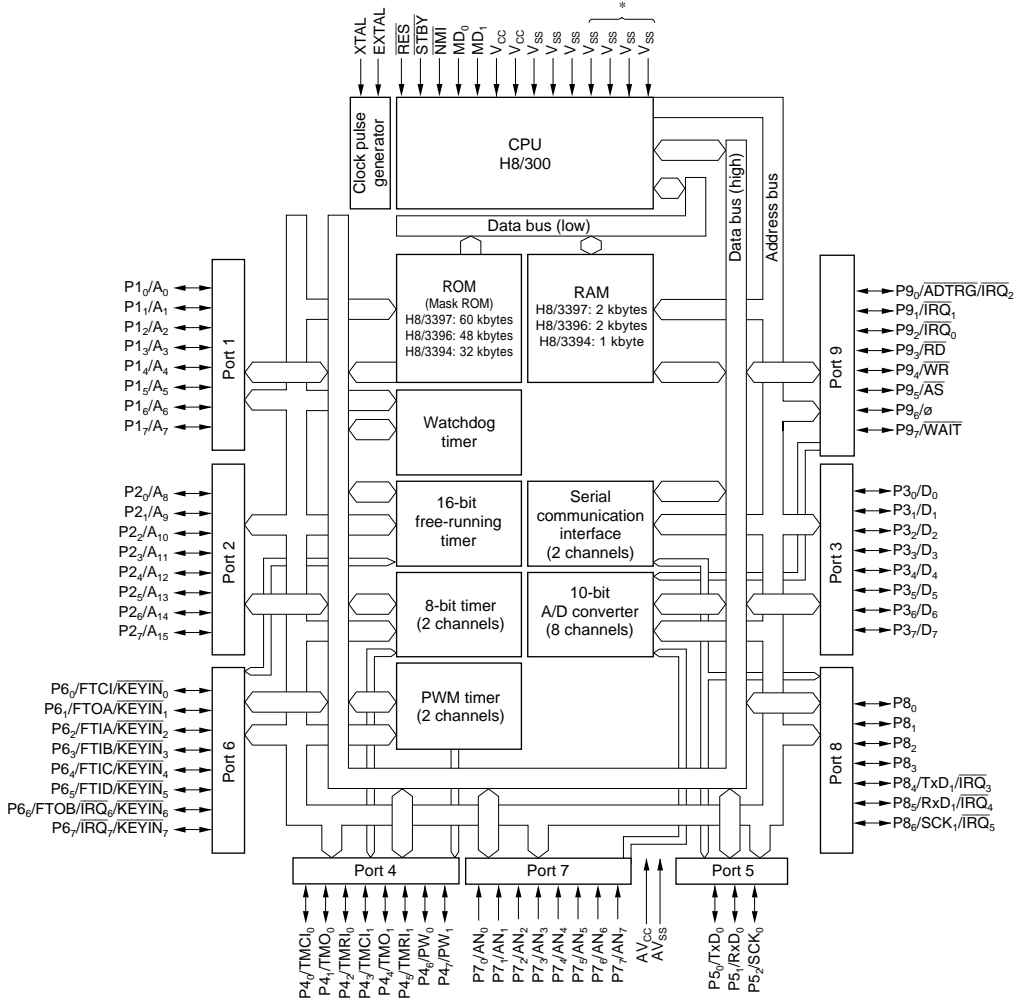 *
XTAL
EXTAL
RES
STBY
NMI
MD0
MD1
VCC
VCC
VSS
VSS
VSS
VSS
VSS
VSS
VSS
Clock pulse
generator
CPU
H8/300
Data bus (low)
Data bus (high)
Address bus
ROM
(Mask ROM)
H8/3397: 60 kbytes
H8/3396: 48 kbytes
H8/3394: 32 kbytes
RAM
H8/3397: 2 kbytes
H8/3396: 2 kbytes
H8/3394: 1 kbyte
Watchdog
timer
16-bit
free-running
timer
Serial
communication
interface
(2 channels)
8-bit timer
(2 channels)
10-bit
A/D converter
(8 channels)
PWM timer
(2 channels)
P10/A0
P11/A1
P12/A2
P13/A3
P14/A4
P15/A5
P16/A6
P17/A7
Port 1
P20/A8
P21/A9
P22/A10
P23/A11
P24/A12
P25/A13
P26/A14
P27/A15
Port 2
P60/FTCI/KEYIN0
P61/FTOA/KEYIN1
P62/FTIA/KEYIN2
P63/FTIB/KEYIN3
P64/FTIC/KEYIN4
P65/FTID/KEYIN5
P66/FTOB/IRQ6/KEYIN6
P67/IRQ7/KEYIN7
Port 6
Port 9
P90/ADTRG/IRQ2
P91/IRQ1
P92/IRQ0
P93/RD
P94/WR
P95/AS
P96/ø
P97/WAIT
Port 3
P30/D0
P31/D1
P32/D2
P33/D3
P34/D4
P35/D5
P36/D6
P37/D7
Port 8
P80
P81
P82
P83
P84/TxD1/IRQ3
P85/RxD1/IRQ4
P86/SCK1/IRQ5
Port 4
P40/TMCI0
P41/TMO0
P42/TMRI0
P43/TMCI1
P44/TMO1
P45/TMRI1
P46/PW0
P47/PW1
Port 7
P70/AN0
P71/AN1
P72/AN2
P73/AN3
P74/AN4
P75/AN5
P76/AN6
P77/AN7
AVCC
AVSS
Port 5
P50/TxD0
P51/RxD0
P52/SCK0